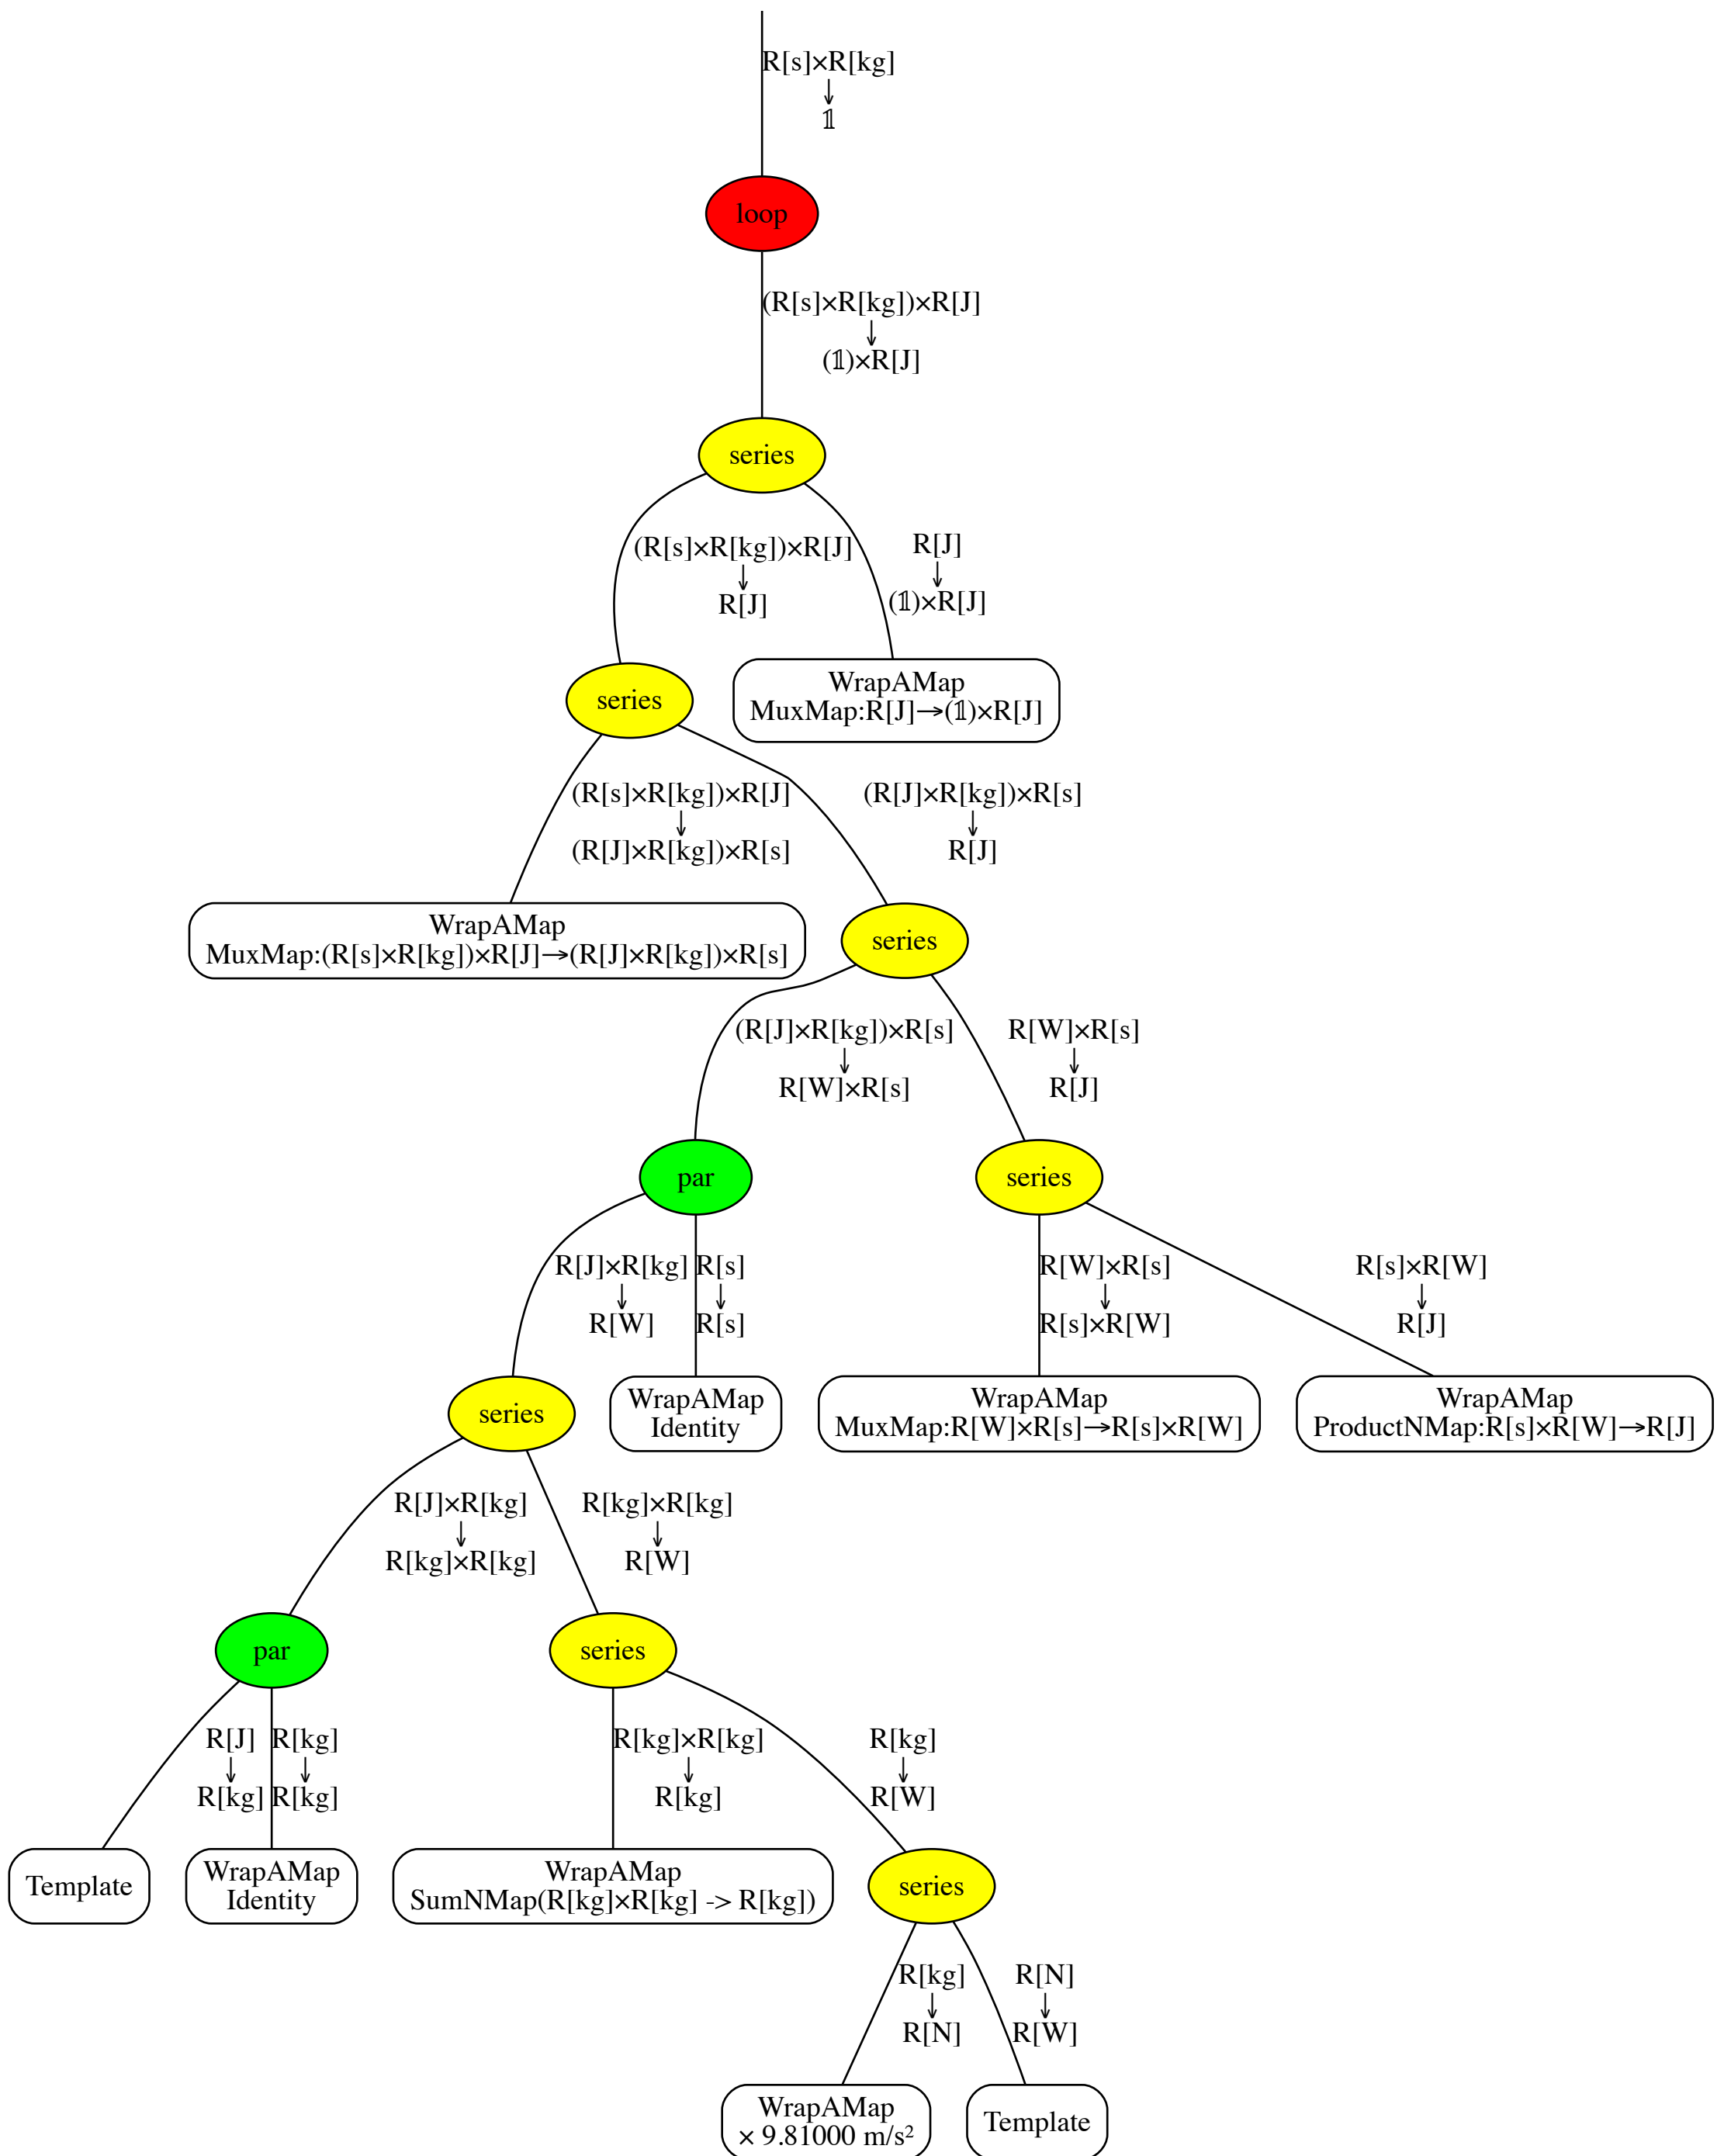 R[s]×R[kg]
↓
𝟙
loop
(R[s]×R[kg])×R[J]
↓
(𝟙)×R[J]
series
(R[s]×R[kg])×R[J]
↓
R[J]
R[J]
↓
(𝟙)×R[J]
series
WrapAMap
MuxMap:R[J]→(𝟙)×R[J]
(R[s]×R[kg])×R[J]
↓
(R[J]×R[kg])×R[s]
(R[J]×R[kg])×R[s]
↓
R[J]
WrapAMap
MuxMap:(R[s]×R[kg])×R[J]→(R[J]×R[kg])×R[s]
series
(R[J]×R[kg])×R[s]
↓
R[W]×R[s]
R[W]×R[s]
↓
R[J]
par
series
R[J]×R[kg]
↓
R[W]
R[s]
↓
R[s]
R[W]×R[s]
↓
R[s]×R[W]
R[s]×R[W]
↓
R[J]
series
WrapAMap
Identity
WrapAMap
MuxMap:R[W]×R[s]→R[s]×R[W]
WrapAMap
ProductNMap:R[s]×R[W]→R[J]
R[J]×R[kg]
↓
R[kg]×R[kg]
R[kg]×R[kg]
↓
R[W]
par
series
R[J]
↓
R[kg]
R[kg]
↓
R[kg]
R[kg]×R[kg]
↓
R[kg]
R[kg]
↓
R[W]
Template
WrapAMap
Identity
WrapAMap
SumNMap(R[kg]×R[kg] -> R[kg])
series
R[kg]
↓
R[N]
R[N]
↓
R[W]
WrapAMap
× 9.81000 m/s²
Template